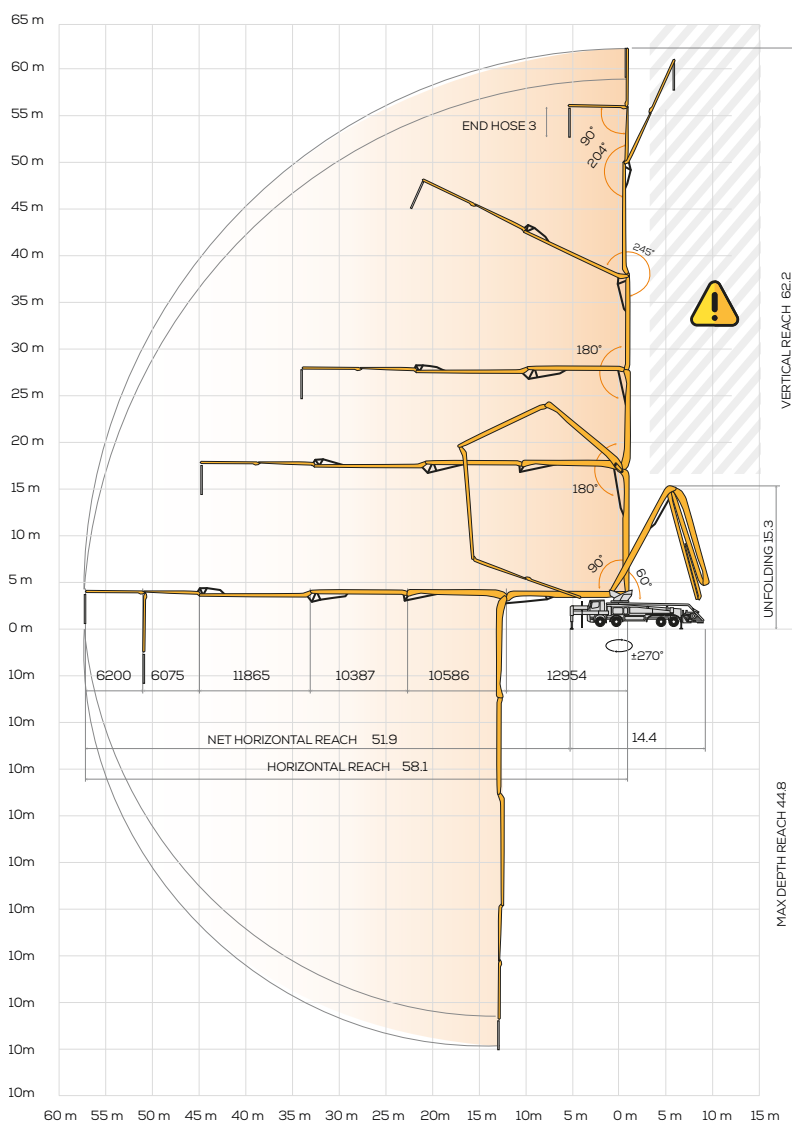 65 m
60 m
55 m
END HOSE 3
90°
204°
50 m
45 m
245°
40 m
35 m
VERTICAL REACH 62.2
30 m
180°
25 m
20 m
15 m
180°
10 m
UNFOLDING 15.3
90°
60°
5 m
0 m
±270°
10m
6200
6075
11865
10387
10586
12954
10m
NET HORIZONTAL REACH 51.9
14.4
HORIZONTAL REACH 58.1
10m
10m
MAX DEPTH REACH 44.8
10m
10m
10m
10m
10m
10m
60 m 55 m 50 m 45 m 40 m 35 m 30 m 25 m 20m 15 m 10m 5 m 0 m 5 m 10 m 15 m